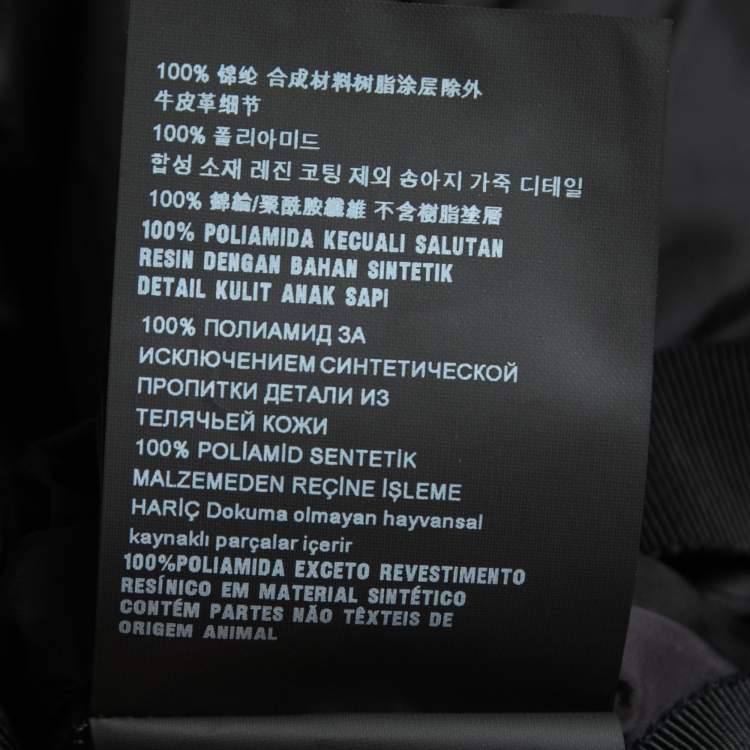 100% 锦纶 合成材料树脂涂层除外
牛皮革细节
100% 폴리아미드
합성 소재 레진 코팅 제외 송아지 가죽 디테일
100% 錦綸/聚酰胺纖維 不含樹脂塗層
100% POLIAMIDA KECUALI SALUTAN
RESIN DENGAN BAHAN SINTETIK
DETAIL KULIT ANAK SAPI
100% ПОЛИАМИД ЗА
ИСКЛЮЧЕНИЕМ СИНТЕТИЧЕСКОЙ
ПРОПИТКИ ДЕТАЛИ ИЗ
ТЕЛЯЧЬЕЙ КОЖИ
100% POLİAMİD SENTETİK
MALZEMEDEN REÇİNE İŞLEME
HARİÇ Dokuma olmayan hayvansal
kaynaklı parçalar içerir
100%POLIAMIDA EXCETO REVESTIMENTO
RESÍNICO EM MATERIAL SINTÉTICO
CONTÉM PARTES NÃO TÊXTEIS DE
ORIGEM ANIMAL